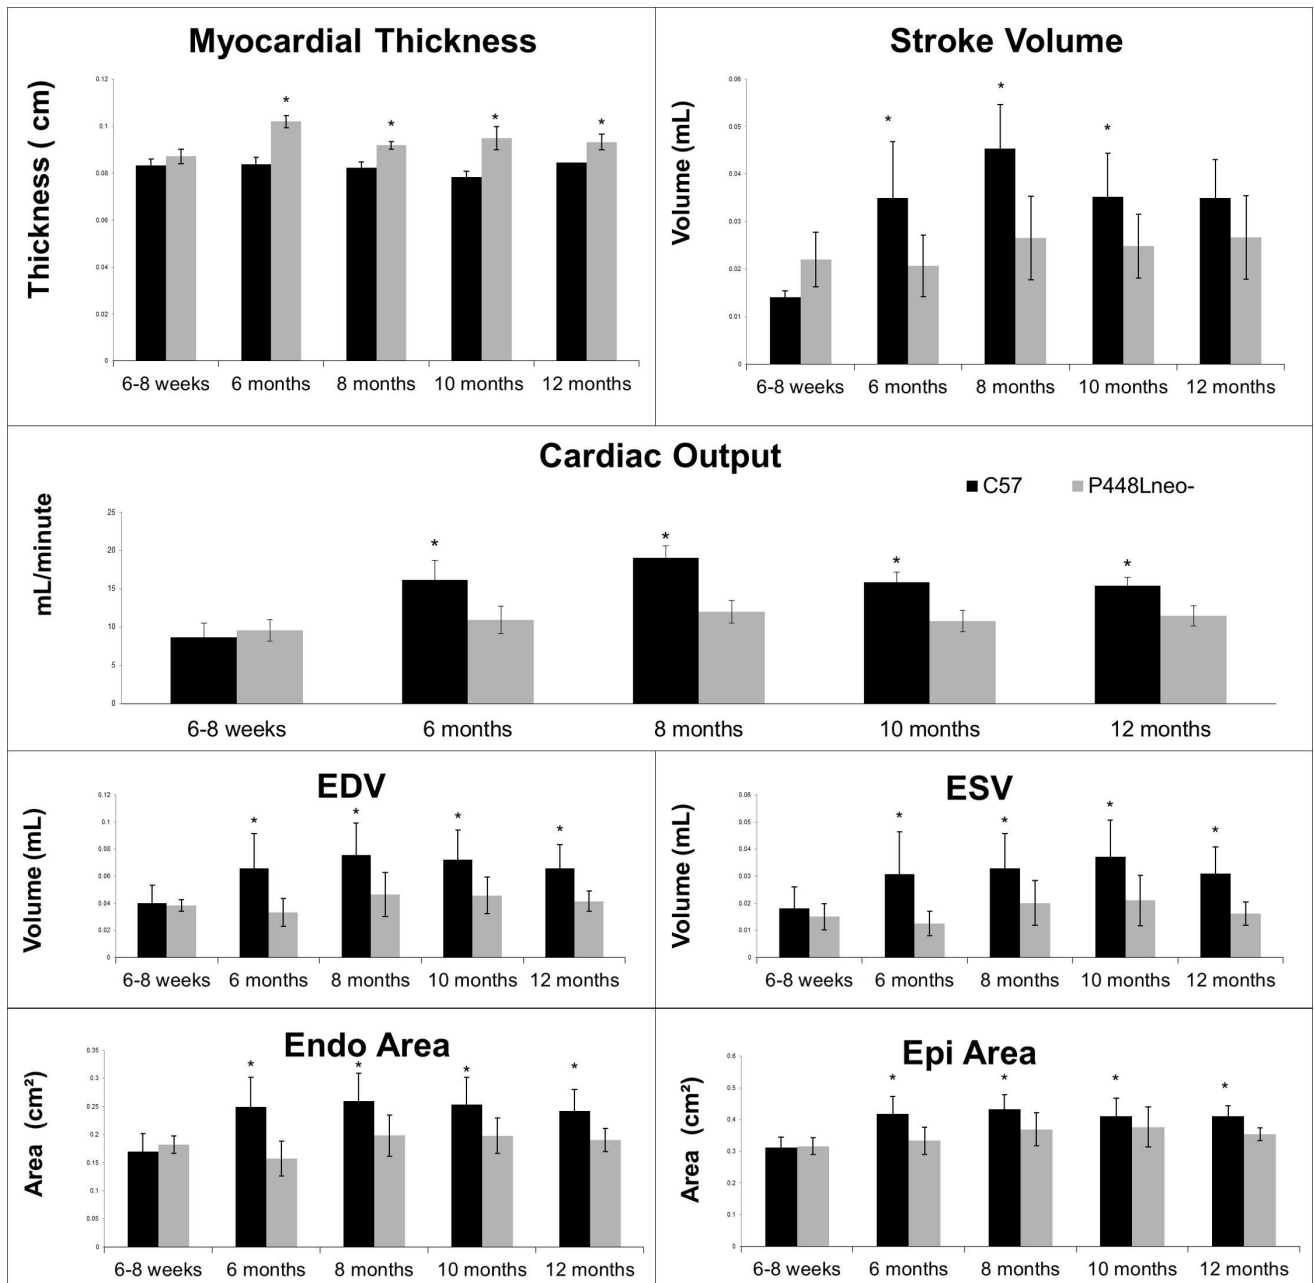 Myocardial Thickness
Thickness ( cm)
0.12
*
0.1
* * *
0.08
0.06
0.04
0.02
0
6-8 weeks 6 months 8 months 10 months 12 months
Stroke Volume
Volume (mL)
0.06
*
0.05
* *
0.04
0.03
0.02
0.01
0
6-8 weeks 6 months 8 months 10 months 12 months
Cardiac Output
C57 P448Lneo-
mL/minute
25
* * * *
20
15
10
5
0
6-8 weeks 6 months 8 months 10 months 12 months
EDV
Volume (mL)
0.12
* * * *
0.1
0.08
0.06
0.04
0.02
0
6-8 weeks 6 months 8 months 10 months 12 months
ESV
Volume (mL)
0.06
* * * *
0.05
0.04
0.03
0.02
0.01
0
6-8 weeks 6 months 8 months 10 months 12 months
Endo Area
Area (cm²)
0.35
* * * *
0.3
0.25
0.2
0.15
0.1
0.05
0
6-8 weeks 6 months 8 months 10 months 12 months
Epi Area
Area (cm²)
0.6
* * * *
0.5
0.4
0.3
0.2
0.1
0
6-8 weeks 6 months 8 months 10 months 12 months